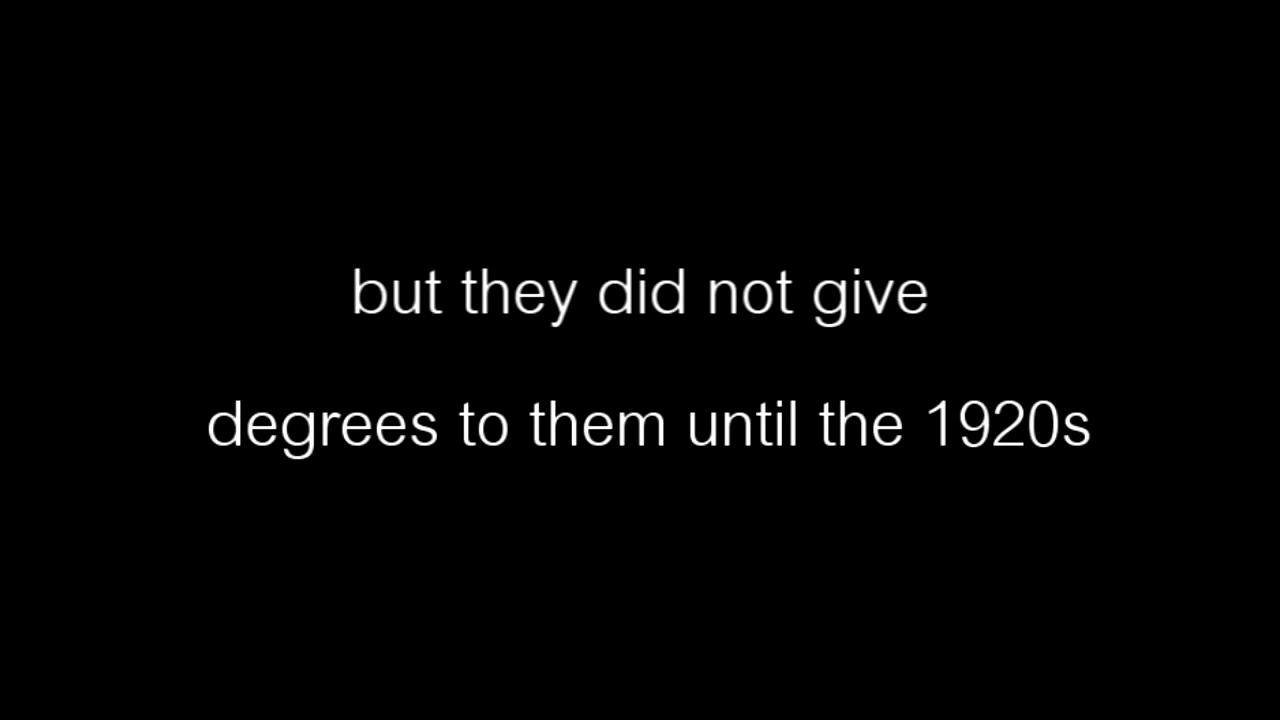 but they did not give
degrees to them until the 1920s